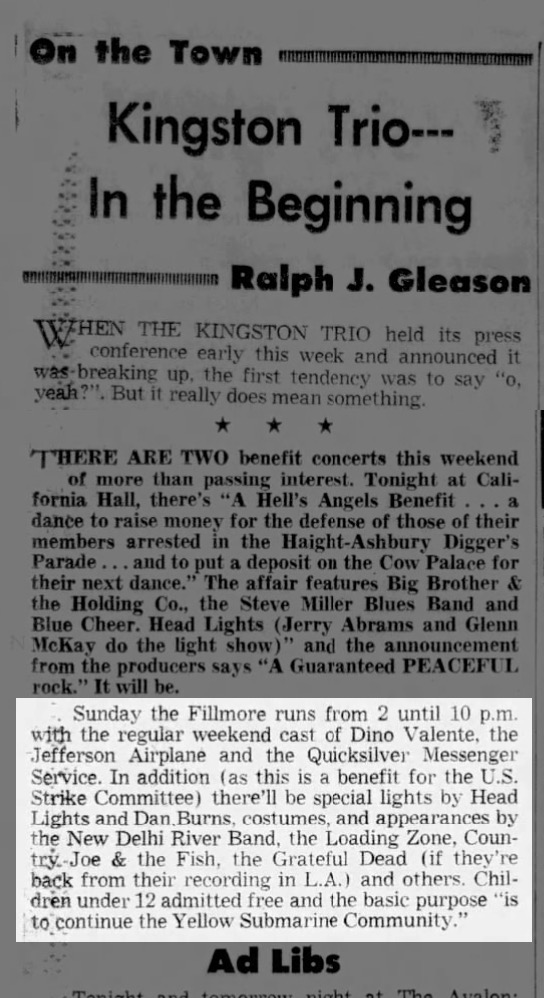 On the Town
Kingston Trio---
In the Beginning
Ralph J. Gleason
WHEN THE KINGSTON TRIO held its press
conference early this week and announced it
was breaking up, the first tendency was to say "o,
yeah?". But it really does mean something.
★ ★ ★
THERE ARE TWO benefit concerts this weekend
of more than passing interest. Tonight at Cali-
fornia Hall, there's "A Hell's Angels Benefit . . . a
dance to raise money for the defense of those of their
members arrested in the Haight-Ashbury Digger's
Parade . . . and to put a deposit on the Cow Palace for
their next dance." The affair features Big Brother &
the Holding Co., the Steve Miller Blues Band and
Blue Cheer. Head Lights (Jerry Abrams and Glenn
McKay do the light show)" and the announcement
from the producers says "A Guaranteed PEACEFUL
rock." It will be.
Sunday the Fillmore runs from 2 until 10 p.m.
with the regular weekend cast of Dino Valente, the
Jefferson Airplane and the Quicksilver Messenger
Service. In addition (as this is a benefit for the U.S.
Strike Committee) there'll be special lights by Head
Lights and Dan Burns, costumes, and appearances by
the New Delhi River Band, the Loading Zone, Coun-
try Joe & the Fish, the Grateful Dead (if they're
back from their recording in L.A.) and others. Chil-
dren under 12 admitted free and the basic purpose "is
to continue the Yellow Submarine Community."
Ad Libs
Tonight and tomorrow night at The Avalon: